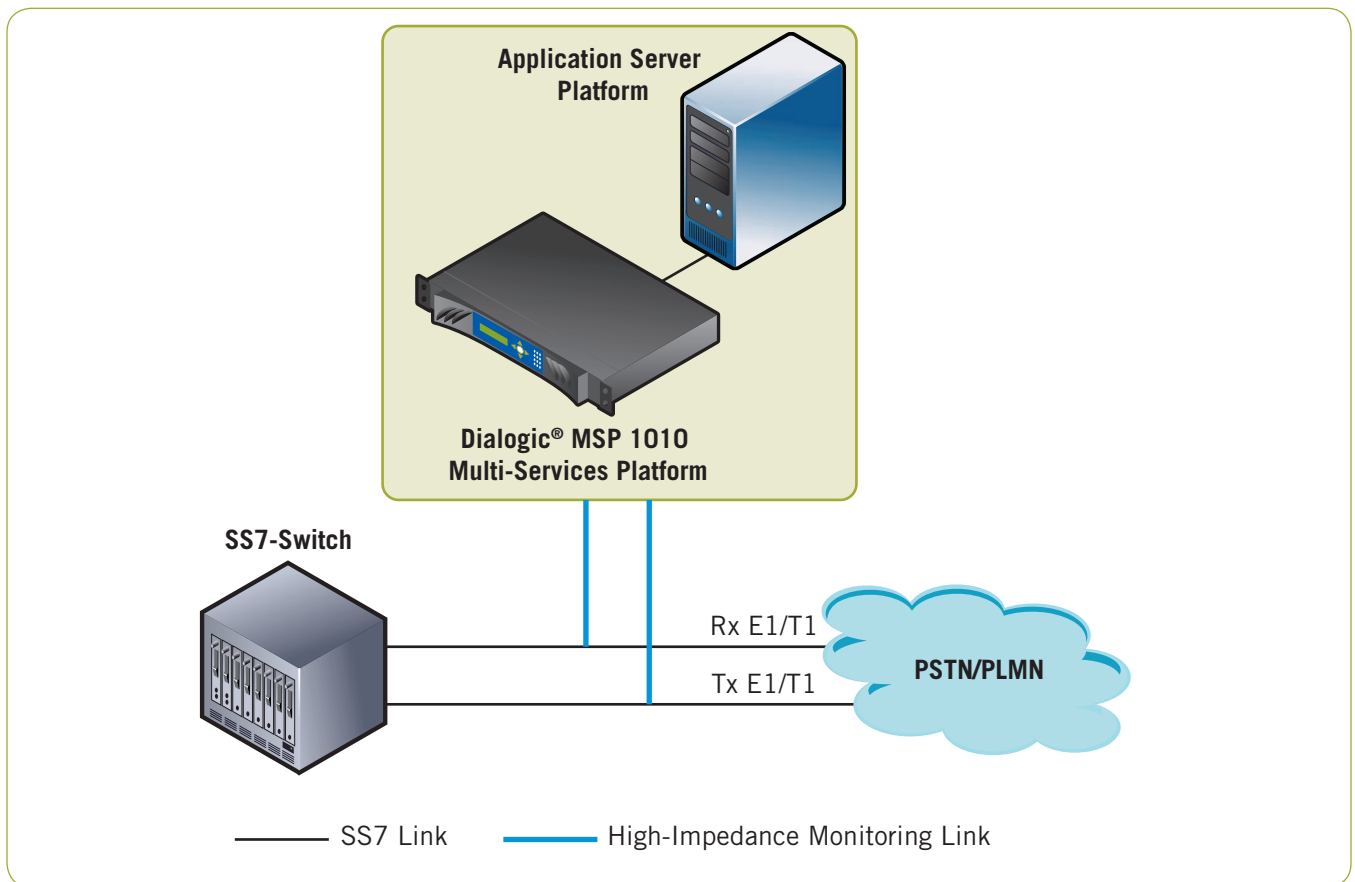 Application Server
Platform
Dialogic® MSP 1010
Multi-Services Platform
SS7-Switch
Rx E1/T1
Tx E1/T1
PSTN/PLMN
SS7 Link
High-Impedance Monitoring Link